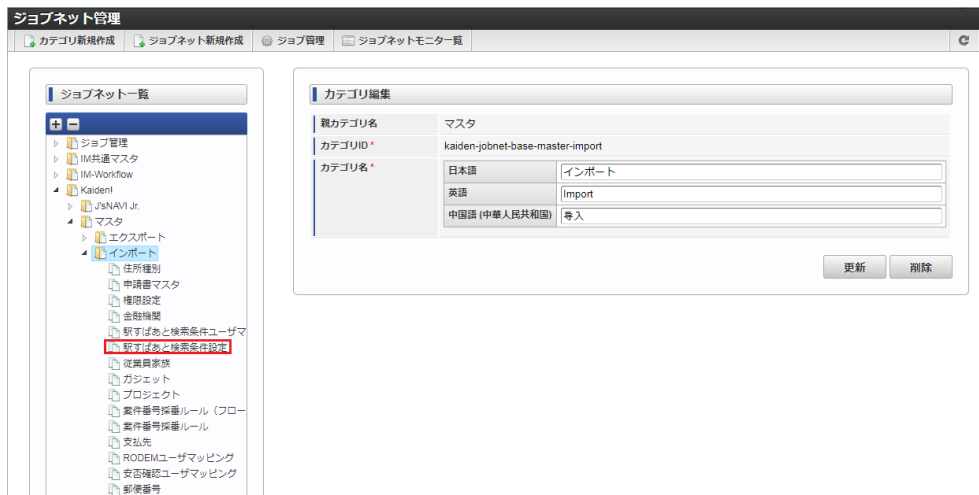 ジョブネット管理
カテゴリ新規作成 ジョブネット新規作成 ジョブ管理 ジョブネットモニター覧
ジョブネット一覧
ジョブ管理
IM共通マスタ
IM-Workflow
Kaiden!
J'sNAVI Jr.
マスタ
エクスポート
インポート
住所種別
申請書マスタ
権限設定
金融機関
駅すぱあと検索条件ユーザマ
駅すぱあと検索条件設定
従業員家族
ガジェット
プロジェクト
案件番号採番ルール（フロー
案件番号採番ルール
支払先
RODEMユーザマッピング
安否確認ユーザマッピング
郵便番号
カテゴリ編集
親カテゴリ名 マスタ
カテゴリID * kaiden-jobnet-base-master-import
カテゴリ名 * 日本語 インポート
英語 Import
中国語 (中華人民共和国) 导入
更新 削除